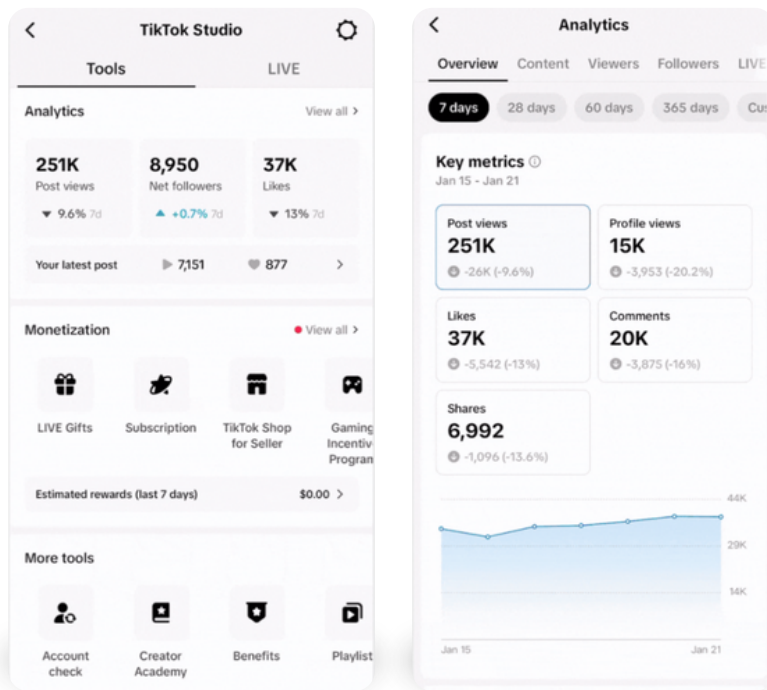 TikTok Studio
Tools
LIVE
Analytics
View all >
251K
8,950
37K
Post views
Net followers
Likes
▼ 9.6% 7d
▲ +0.7% 7d
▼ 13% 7d
Your latest post
7,151
877
Monetization
View all >
LIVE Gifts
Subscription
TikTok Shop
for Seller
Gaming
Incentiv
Program
Estimated rewards (last 7 days)
$0.00 >
More tools
Account
check
Creator
Academy
Benefits
Playlist
Analytics
Overview
Content
Viewers
Followers
LIVE
7 days
28 days
60 days
365 days
Cus
Key metrics
Jan 15 - Jan 21
Post views
251K
-26K (-9.6%)
Profile views
15K
-3,953 (-20.2%)
Likes
37K
-5,542 (-13%)
Comments
20K
-3,875 (-16%)
Shares
6,992
-1,096 (-13.6%)
44K
29K
14K
Jan 15
Jan 21